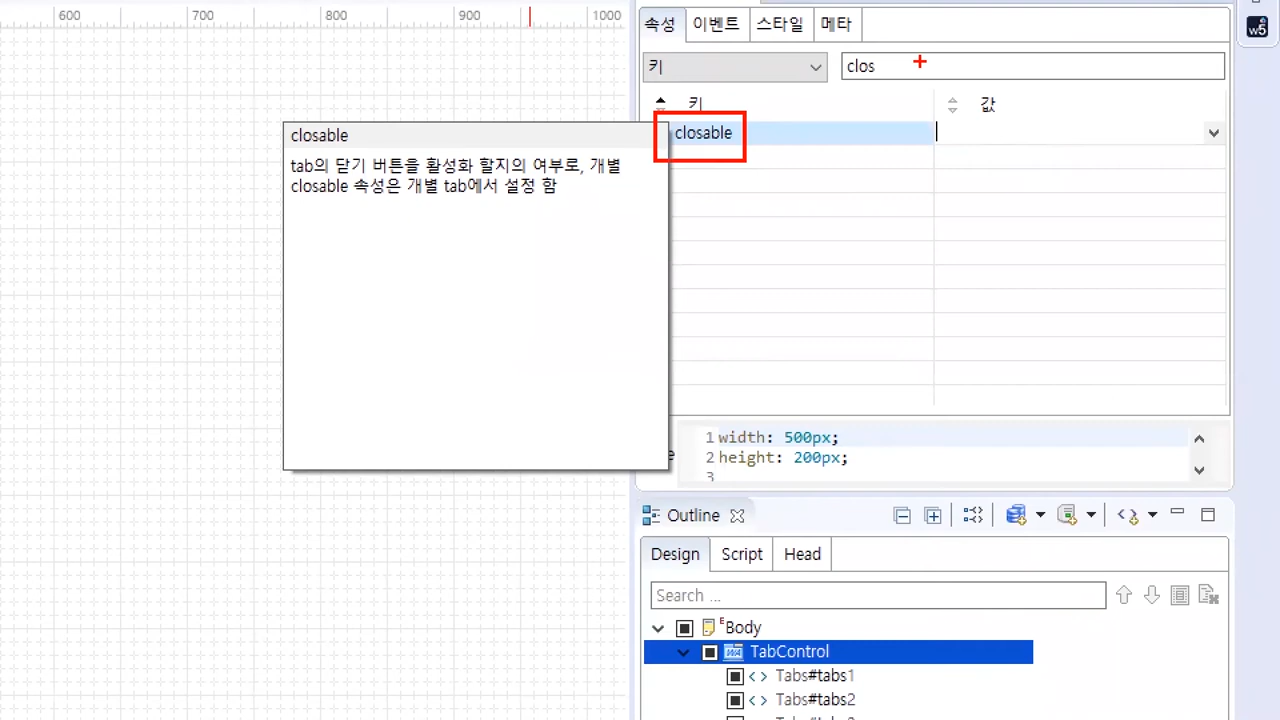 600 700 800 900 1000
속성 이벤트 스타일 메타
w5
키 clos
키 값
closable
closable
tab의 닫기 버튼을 활성화 할지의 여부로, 개별
closable 속성은 개별 tab에서 설정 함
1 width: 500px;
2 height: 200px;
3
Outline
Design Script Head
Search ...
E Body
TabControl
Tabs#tabs1
Tabs#tabs2